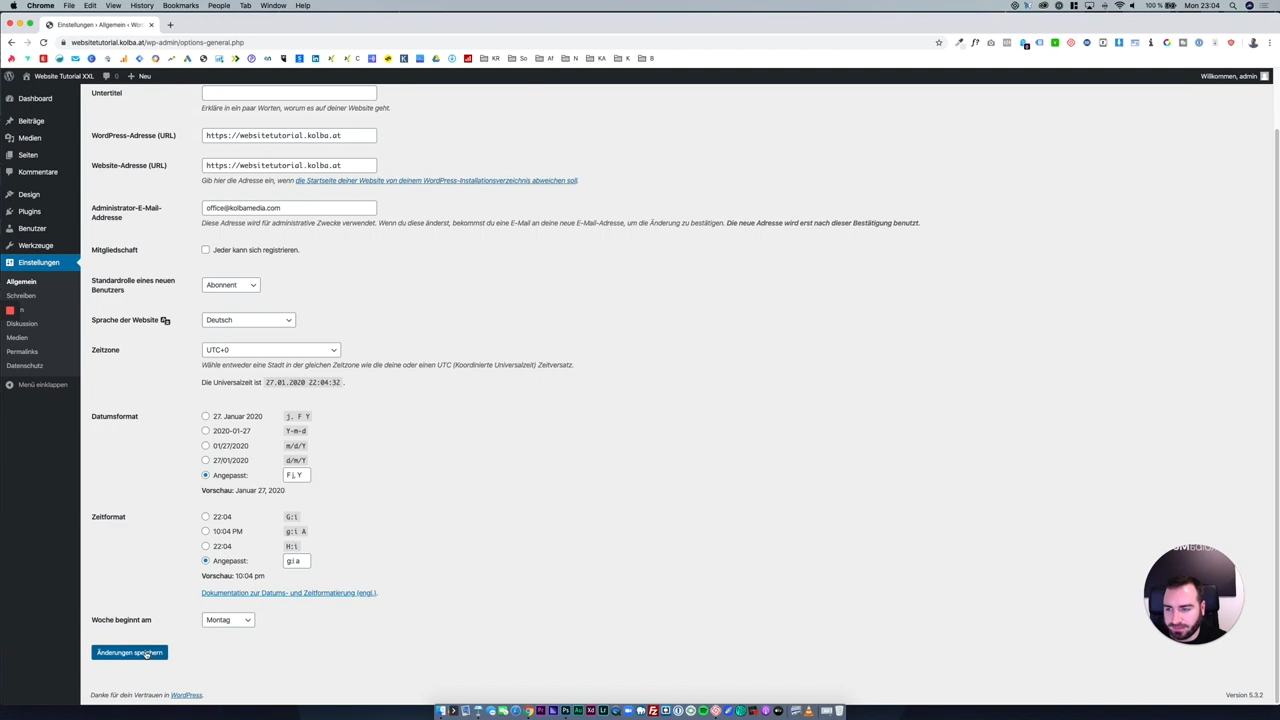 Chrome File Edit View History Bookmarks People Tab Window Help 100 % Mon 23:04
Einstellungen ‹ Allgemein ‹ Wor
websitetutorial.kolba.at/wp-admin/options-general.php
KR So Af N KA K B
Website Tutorial XXL 0 Neu Willkommen, admin
Dashboard
Beiträge
Medien
Seiten
Kommentare
Design
Plugins
Benutzer
Werkzeuge
Einstellungen
Allgemein
Schreiben
n
Diskussion
Medien
Permalinks
Datenschutz
Menü einklappen
Untertitel
Erkläre in ein paar Worten, worum es auf deiner Website geht.
WordPress-Adresse (URL) https://websitetutorial.kolba.at
Website-Adresse (URL) https://websitetutorial.kolba.at
Gib hier die Adresse ein, wenn die Startseite deiner Website von deinem WordPress-Installationsverzeichnis abweichen soll.
Administrator-E-Mail-
Addresse
office@kolbamedia.com
Diese Adresse wird für administrative Zwecke verwendet. Wenn du diese änderst, bekommst du eine E-Mail an deine neue E-Mail-Adresse, um die Änderung zu bestätigen. Die neue Adresse wird erst nach dieser Bestätigung benutzt.
Mitgliedschaft Jeder kann sich registrieren.
Standardrolle eines neuen
Benutzers
Abonnent
Sprache der Website Deutsch
Zeitzone UTC+0
Wähle entweder eine Stadt in der gleichen Zeitzone wie die deine oder einen UTC (Koordinierte Universalzeit) Zeitversatz.
Die Universalzeit ist 27.01.2020 22:04:32 .
Datumsformat 27. Januar 2020 j. F Y
2020-01-27 Y-m-d
01/27/2020 m/d/Y
27/01/2020 d/m/Y
Angepasst: F j, Y
Vorschau: Januar 27, 2020
Zeitformat 22:04 G:i
10:04 PM g:i A
22:04 H:i
Angepasst: g:i a
Vorschau: 10:04 pm
Dokumentation zur Datums- und Zeitformatierung (engl.).
Woche beginnt am Montag
Änderungen speichern
Danke für dein Vertrauen in WordPress. Version 5.3.2